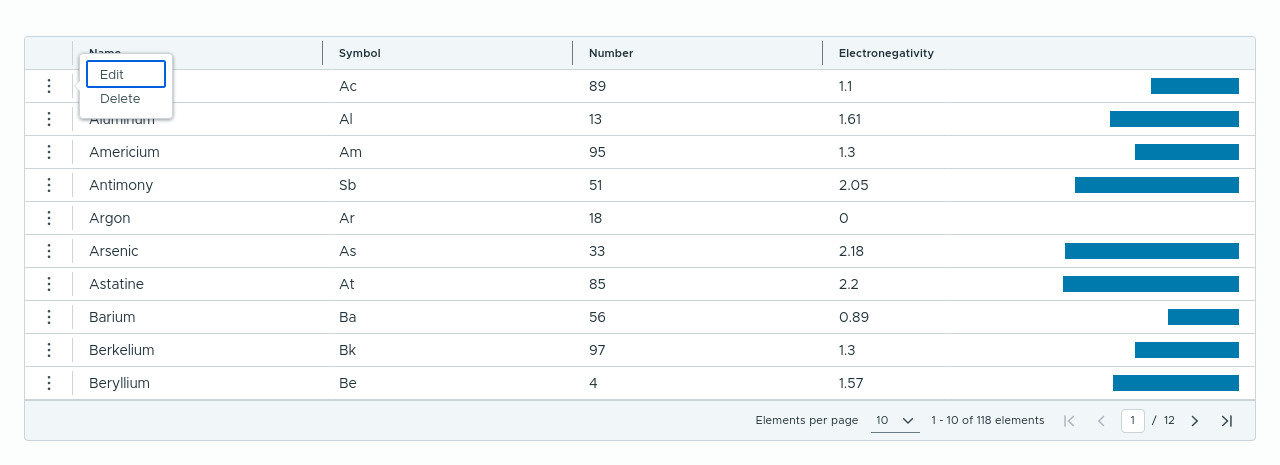 Name Symbol Number Electronegativity
Edit
Ac 89 1.1
Delete
Aluminum Al 13 1.61
Americium Am 95 1.3
Antimony Sb 51 2.05
Argon Ar 18 0
Arsenic As 33 2.18
Astatine At 85 2.2
Barium Ba 56 0.89
Berkelium Bk 97 1.3
Beryllium Be 4 1.57
Elements per page 10 1 - 10 of 118 elements 1 / 12